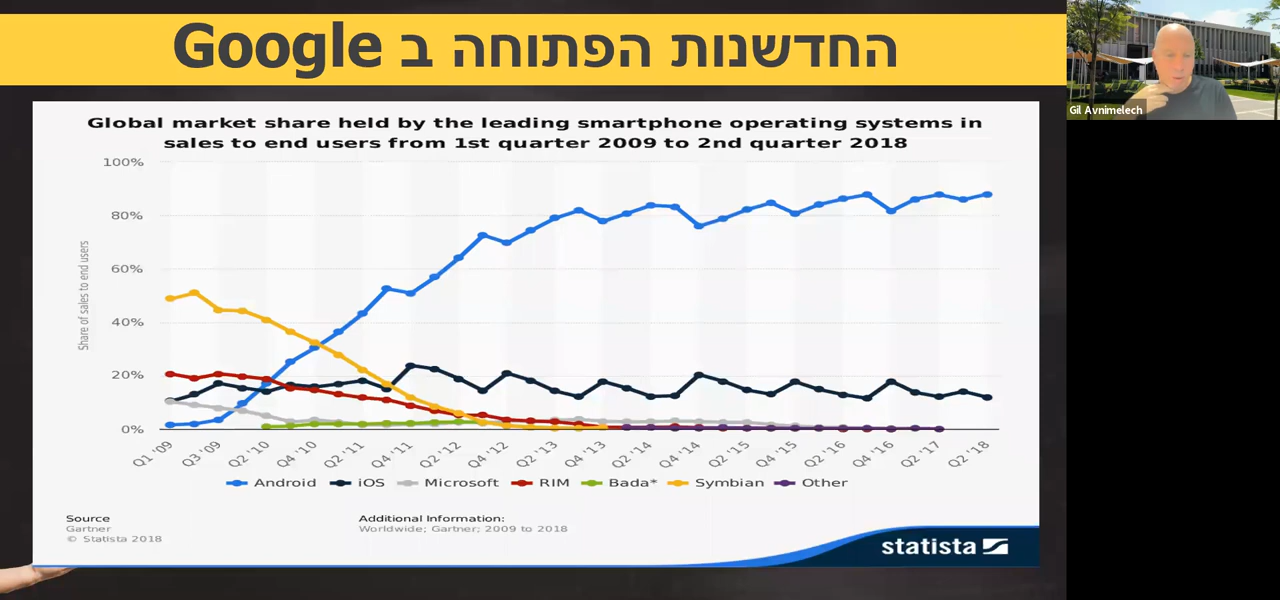 החדשנות הפתוחה ב Google
Gil Avnimelech
Global market share held by the leading smartphone operating systems in
sales to end users from 1st quarter 2009 to 2nd quarter 2018
Share of sales to end users
100%
80%
60%
40%
20%
0%
Q1 '09
Q3 '09
Q2 '10
Q4 '10
Q2 '11
Q4 '11
Q2 '12
Q4 '12
Q2 '13
Q4 '13
Q2 '14
Q4 '14
Q2 '15
Q4 '15
Q2 '16
Q4 '16
Q2 '17
Q2 '18
Android iOS Microsoft RIM Bada* Symbian Other
Source
Gartner
© Statista 2018
Additional Information:
Worldwide; Gartner; 2009 to 2018
statista